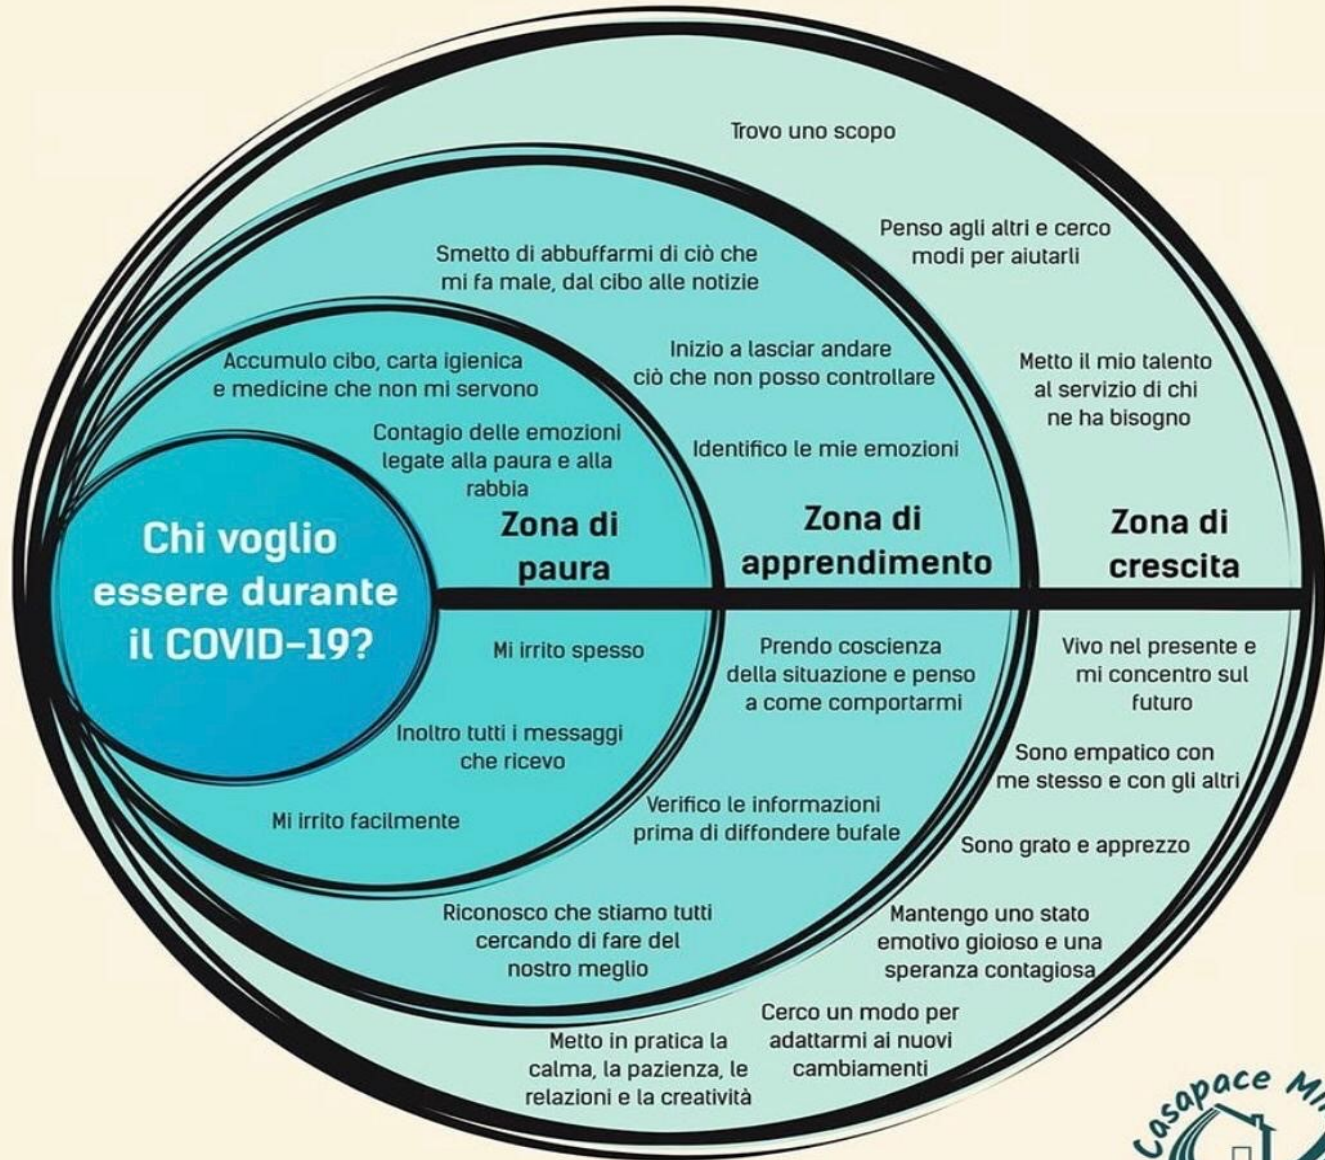 Trovo uno scopo
Penso agli altri e cerco
modi per aiutarli
Smetto di abbuffarmi di ciò che
mi fa male, dal cibo alle notizie
Inizio a lasciar andare
ciò che non posso controllare
Metto il mio talento
al servizio di chi
ne ha bisogno
Accumulo cibo, carta igienica
e medicine che non mi servono
Contagio delle emozioni
legate alla paura e alla
rabbia
Identifico le mie emozioni
Chi voglio
essere durante
il COVID-19?
Zona di
paura
Zona di
apprendimento
Zona di
crescita
Mi irrito spesso
Prendo coscienza
della situazione e penso
a come comportarmi
Vivo nel presente e
mi concentro sul
futuro
Inoltro tutti i messaggi
che ricevo
Sono empatico con
me stesso e con gli altri
Mi irrito facilmente
Verifico le informazioni
prima di diffondere bufale
Sono grato e apprezzo
Riconosco che stiamo tutti
cercando di fare del
nostro meglio
Mantengo uno stato
emotivo gioioso e una
speranza contagiosa
Cerco un modo per
adattarmi ai nuovi
cambiamenti
Metto in pratica la
calma, la pazienza, le
relazioni e la creatività
Casapace